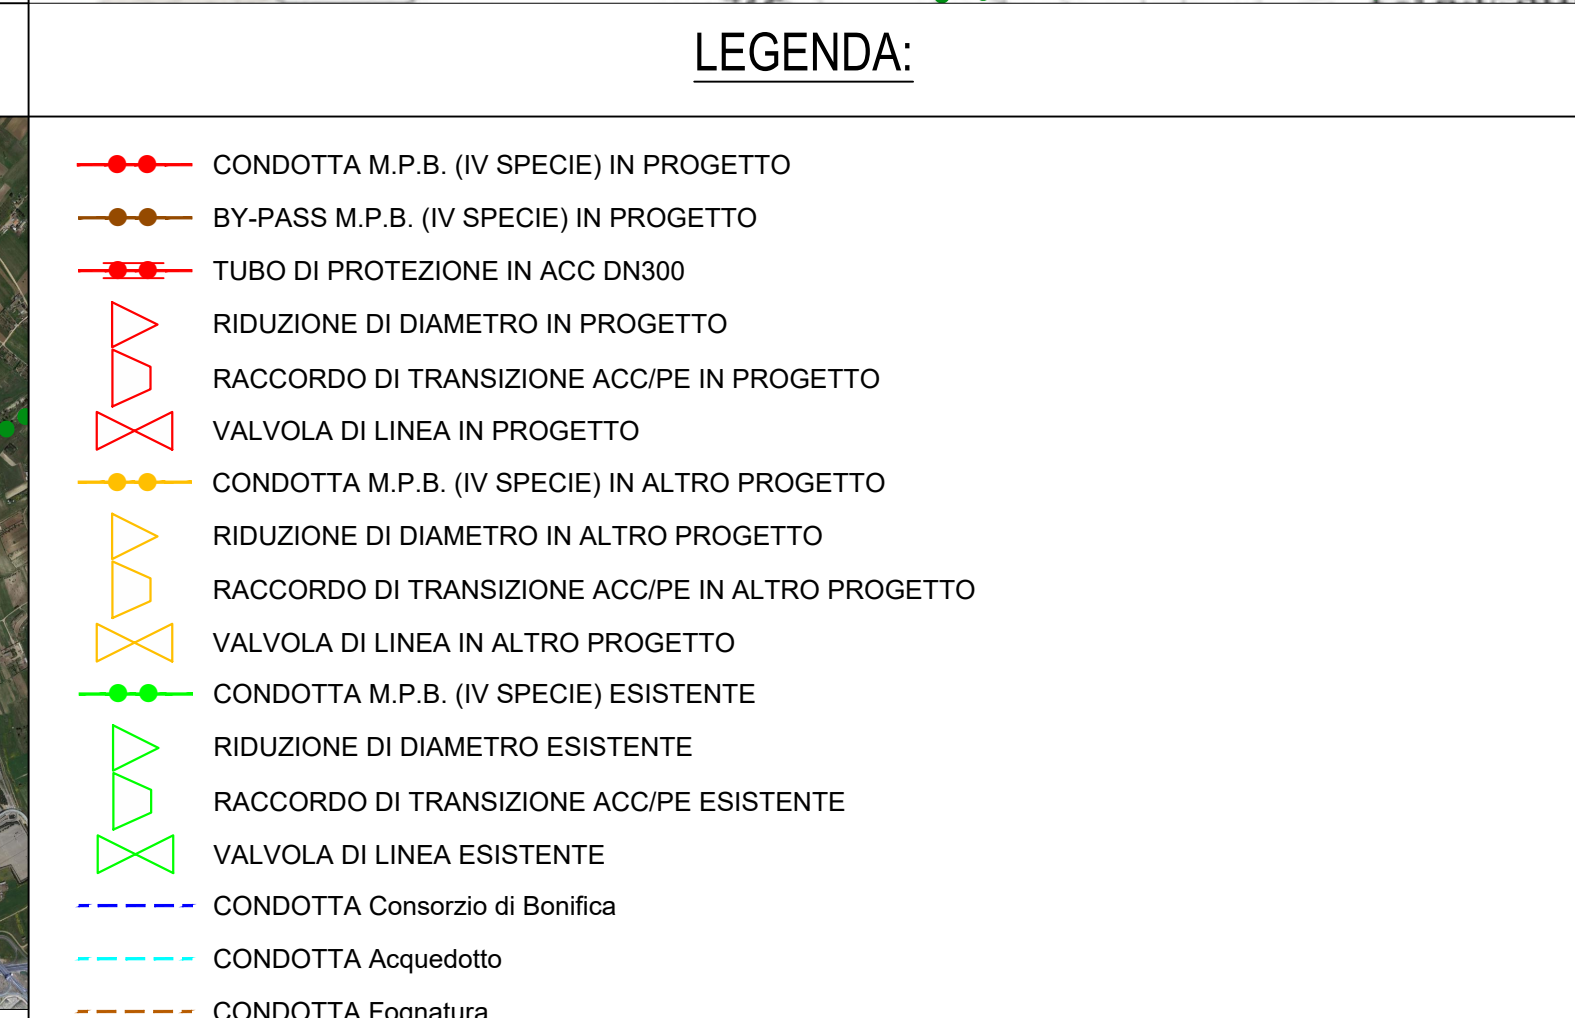 LEGENDA:
CONDOTTA M.P.B. (IV SPECIE) IN PROGETTO
BY-PASS M.P.B. (IV SPECIE) IN PROGETTO
TUBO DI PROTEZIONE IN ACC DN300
RIDUZIONE DI DIAMETRO IN PROGETTO
RACCORDO DI TRANSIZIONE ACC/PE IN PROGETTO
VALVOLA DI LINEA IN PROGETTO
CONDOTTA M.P.B. (IV SPECIE) IN ALTRO PROGETTO
RIDUZIONE DI DIAMETRO IN ALTRO PROGETTO
RACCORDO DI TRANSIZIONE ACC/PE IN ALTRO PROGETTO
VALVOLA DI LINEA IN ALTRO PROGETTO
CONDOTTA M.P.B. (IV SPECIE) ESISTENTE
RIDUZIONE DI DIAMETRO ESISTENTE
RACCORDO DI TRANSIZIONE ACC/PE ESISTENTE
VALVOLA DI LINEA ESISTENTE
CONDOTTA Consorzio di Bonifica
CONDOTTA Acquedotto
CONDOTTA Fognatura